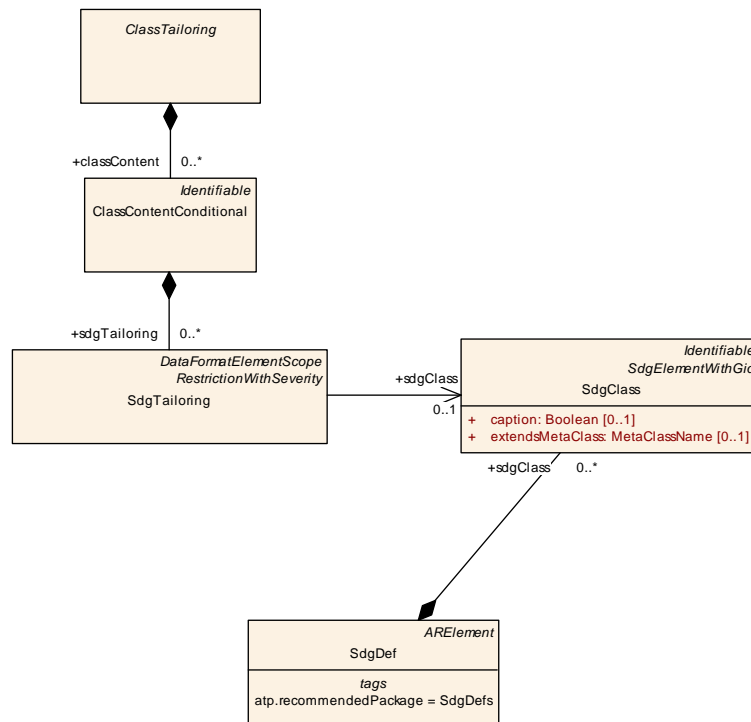 ClassTailoring
+classContent 0..*
Identifiable
ClassContentConditional
+sdgTailoring 0..*
DataFormatElementScope
RestrictionWithSeverity
SdgTailoring
+sdgClass
0..1
Identifiable
SdgElementWithGid
SdgClass
+ caption: Boolean [0..1]
+ extendsMetaClass: MetaClassName [0..1]
+sdgClass 0..*
ARElement
SdgDef
tags
atp.recommendedPackage = SdgDefs